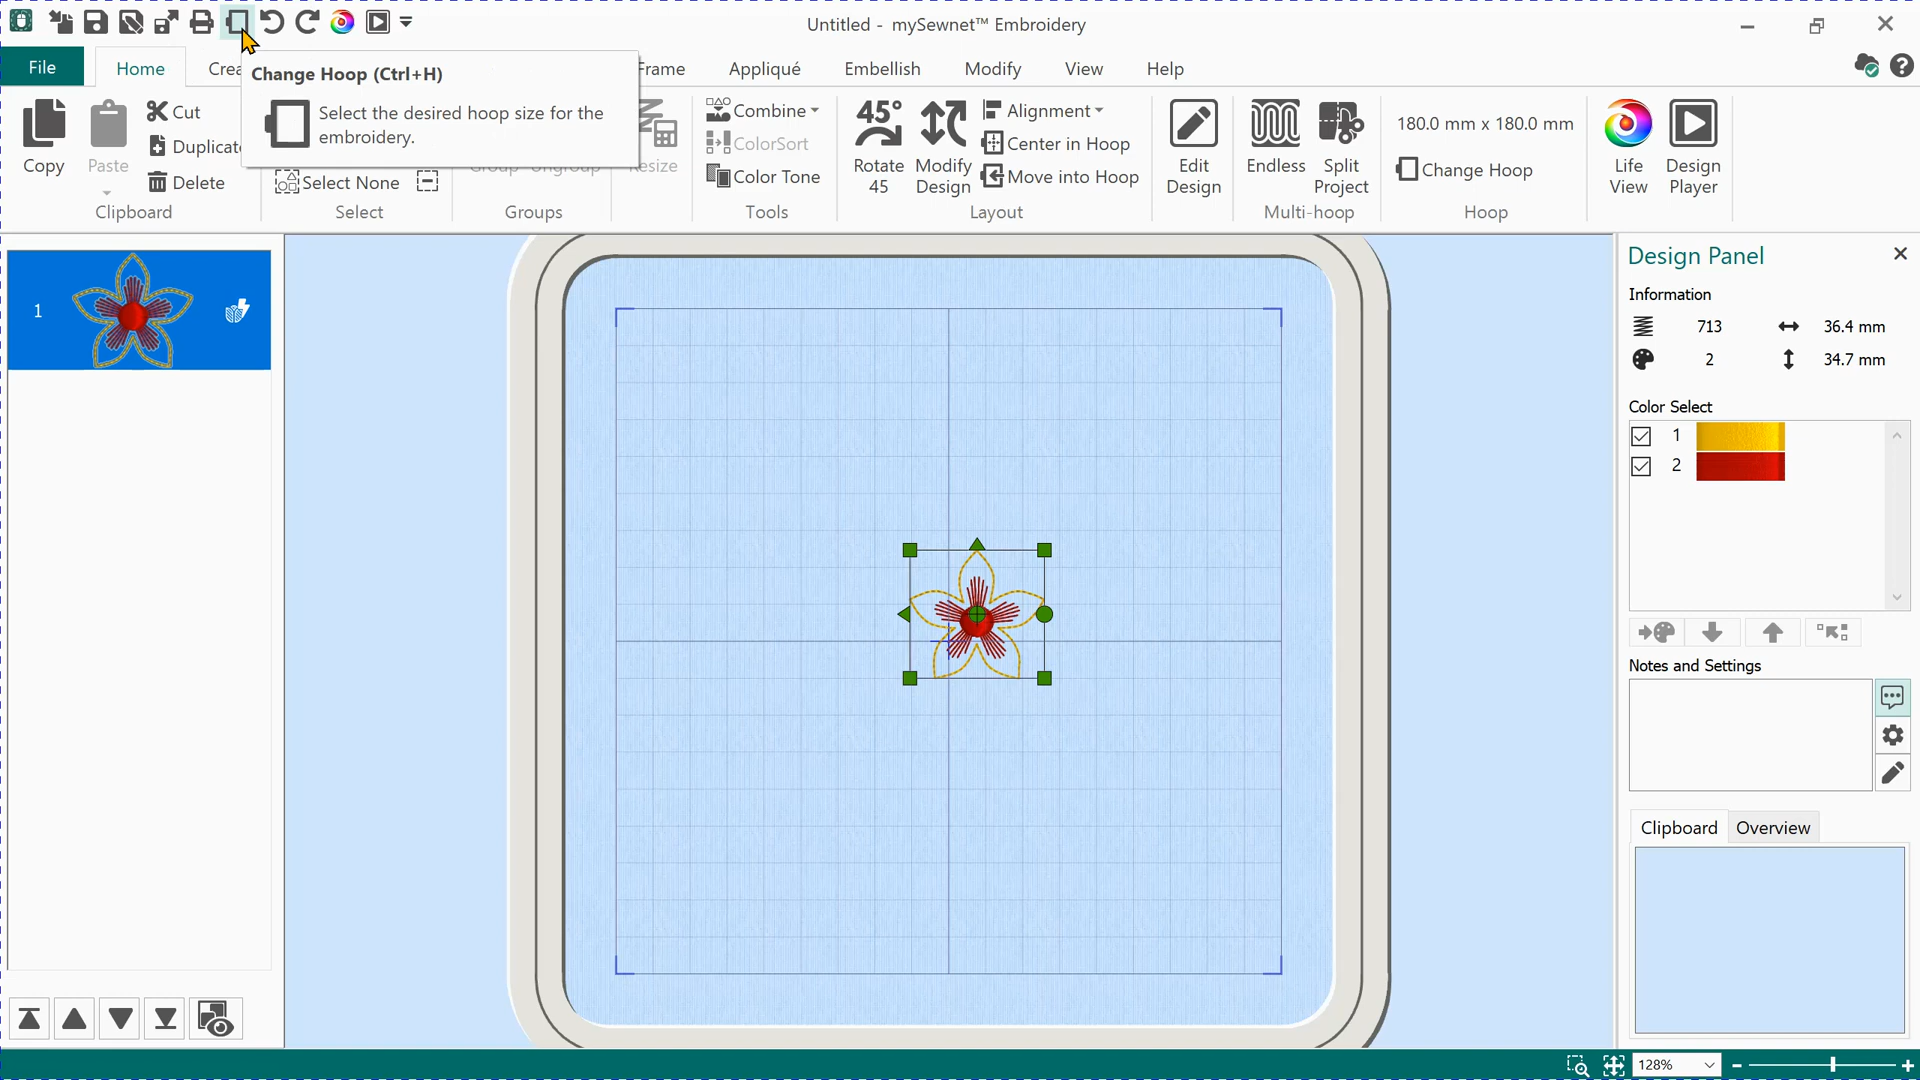 Untitled - mySewnet™ Embroidery
File
Home
Frame
Appliqué
Embellish
Modify
View
Help
Change Hoop (Ctrl+H)
Select the desired hoop size for the
embroidery.
Copy
Paste
Cut
Duplicate
Delete
Clipboard
Select None
Select
Groups
Combine
ColorSort
Color Tone
Tools
Rotate
45
45°
Modify
Design
Alignment
Center in Hoop
Move into Hoop
Layout
Edit
Design
Endless
Split
Project
Multi-hoop
180.0 mm x 180.0 mm
Change Hoop
Hoop
Life
View
Design
Player
1
Design Panel
Information
713
36.4 mm
2
34.7 mm
Color Select
1
2
Notes and Settings
Clipboard
Overview
128%